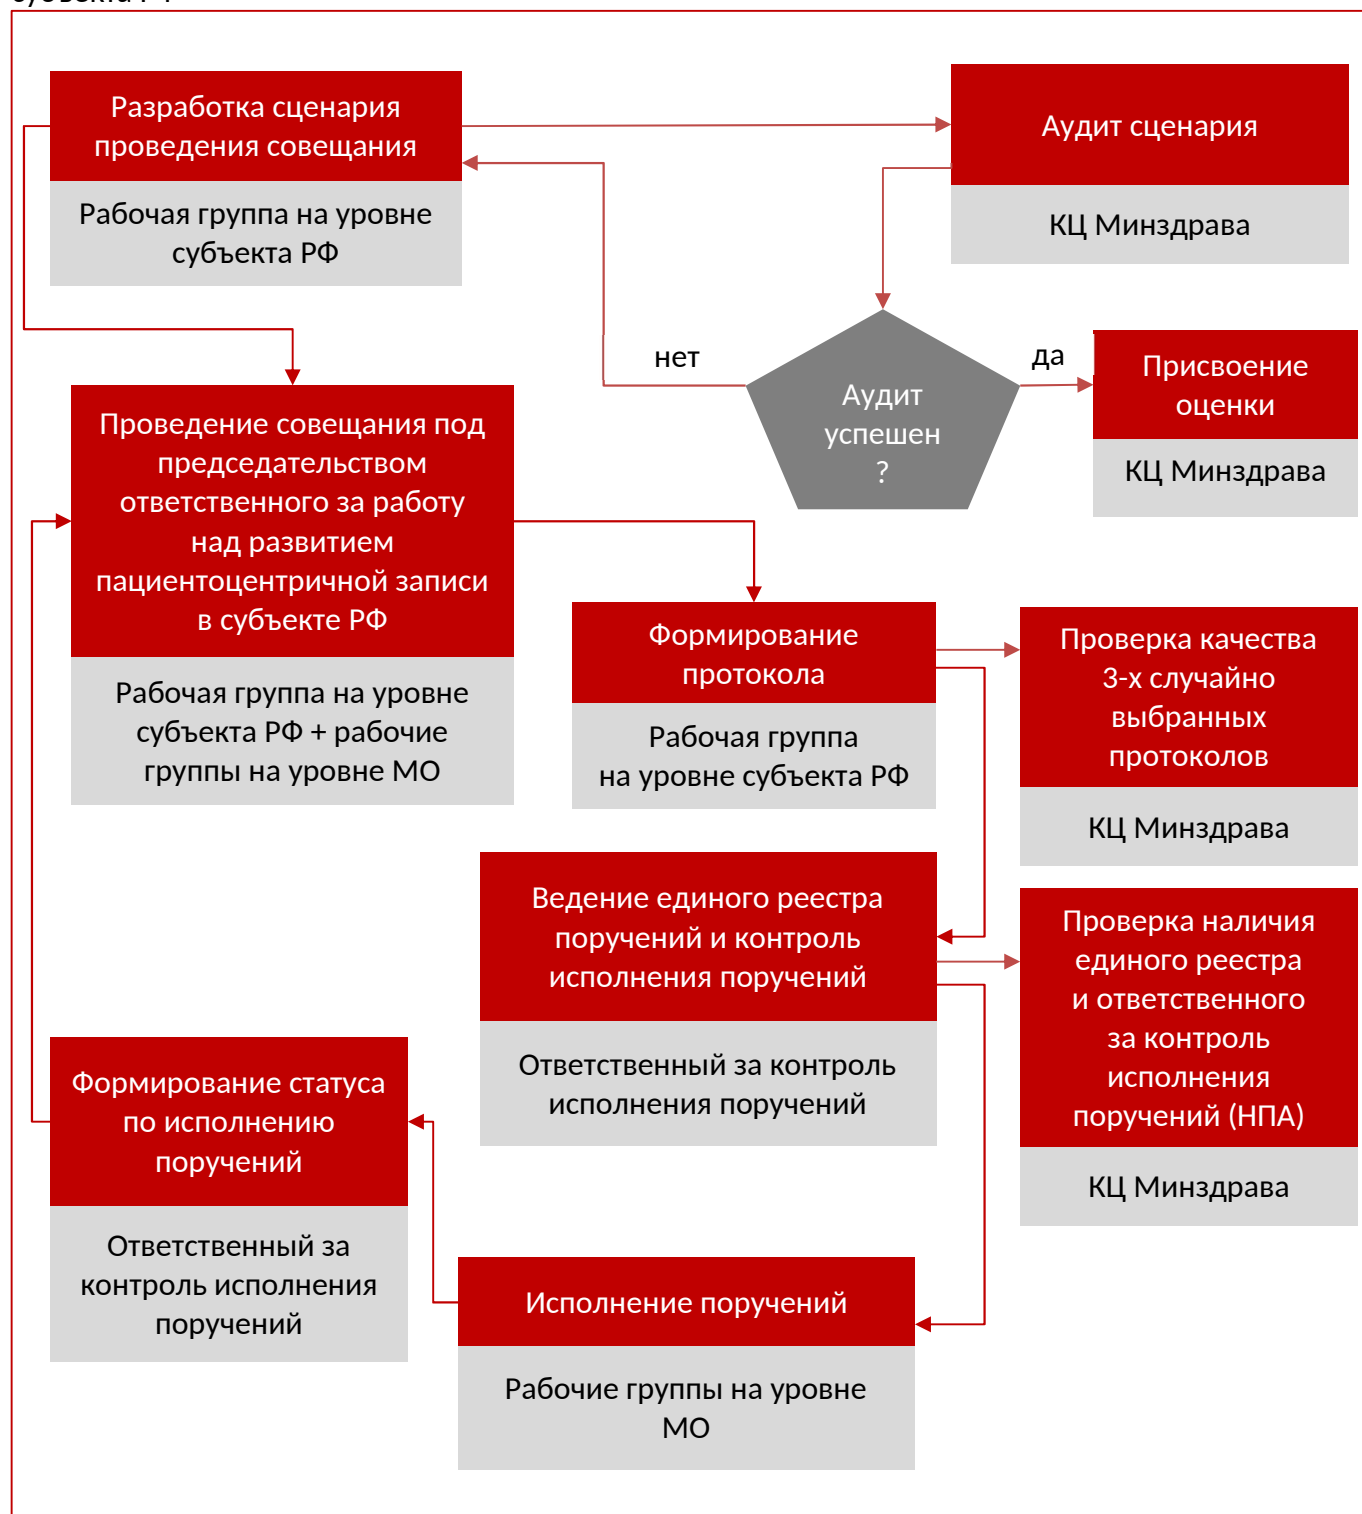 Разработка сценария
проведения совещания
Рабочая группа на уровне
субъекта РФ
Аудит сценария
КЦ Минздрава
нет
да
Аудит
успешен
?
Присвоение
оценки
КЦ Минздрава
Проведение совещания под
председательством
ответственного за работу
над развитием
пациентоцентричной записи
в субъекте РФ
Рабочая группа на уровне
субъекта РФ + рабочие
группы на уровне МО
Формирование
протокола
Рабочая группа
на уровне субъекта РФ
Проверка качества
3-х случайно
выбранных
протоколов
КЦ Минздрава
Ведение единого реестра
поручений и контроль
исполнения поручений
Ответственный за контроль
исполнения поручений
Проверка наличия
единого реестра
и ответственного
за контроль
исполнения
поручений (НПА)
КЦ Минздрава
Формирование статуса
по исполнению
поручений
Ответственный за
контроль исполнения
поручений
Исполнение поручений
Рабочие группы на уровне
МО